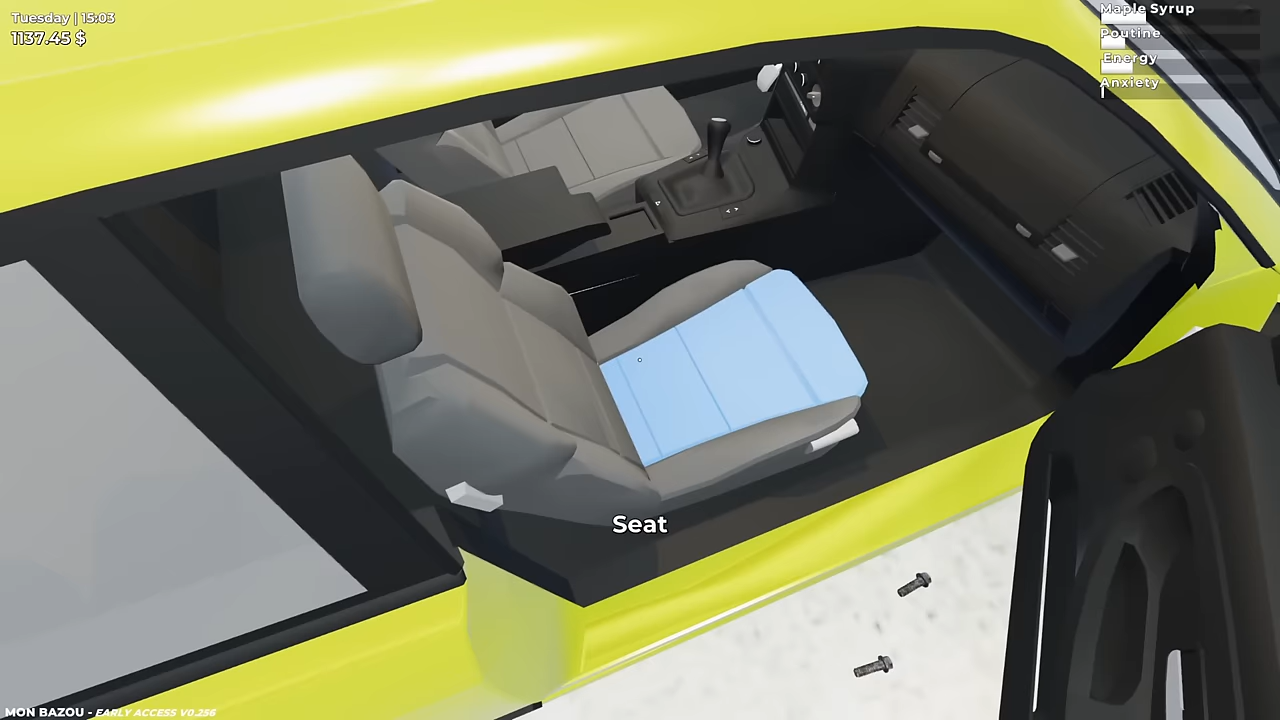 Tuesday | 15:03
1137.45 $
Maple Syrup
Poutine
Energy
Anxiety
Seat
MON BAZOU - EARLY ACCESS V0.256